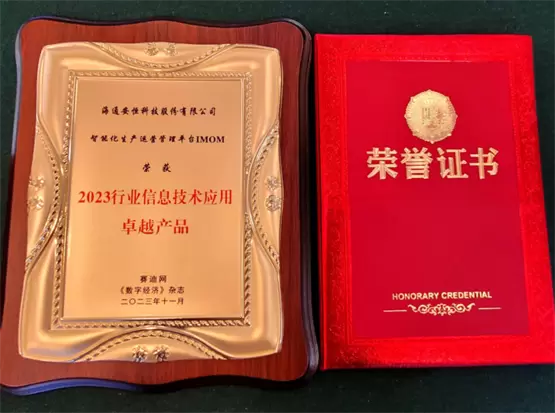 海通安恒科技股份有限公司
智能化生产运营管理平台IMOM
荣获
2023行业信息技术应用
卓越产品
赛迪网
《数字经济》杂志
二〇二三年十一月
荣誉证书
HONORARY CREDENTIAL